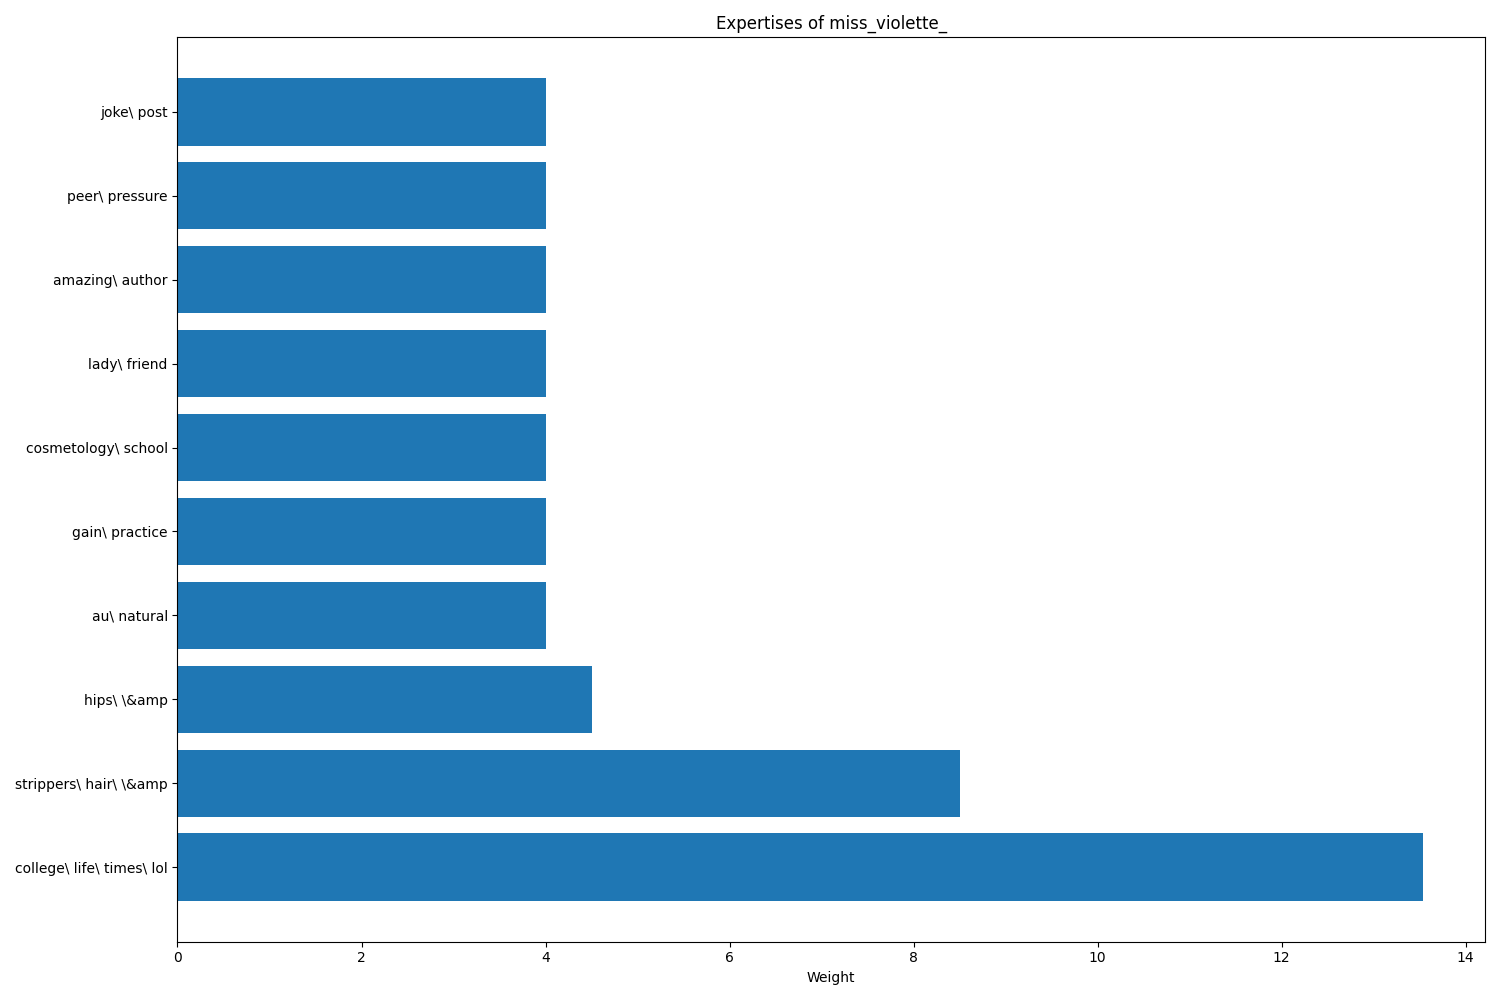 Expertises of miss_violette_
joke\ post
peer\ pressure
amazing\ author
lady\ friend
cosmetology\ school
gain\ practice
au\ natural
hips\ \&amp
strippers\ hair\ \&amp
college\ life\ times\ lol
0 2 4 6 8 10 12 14
Weight